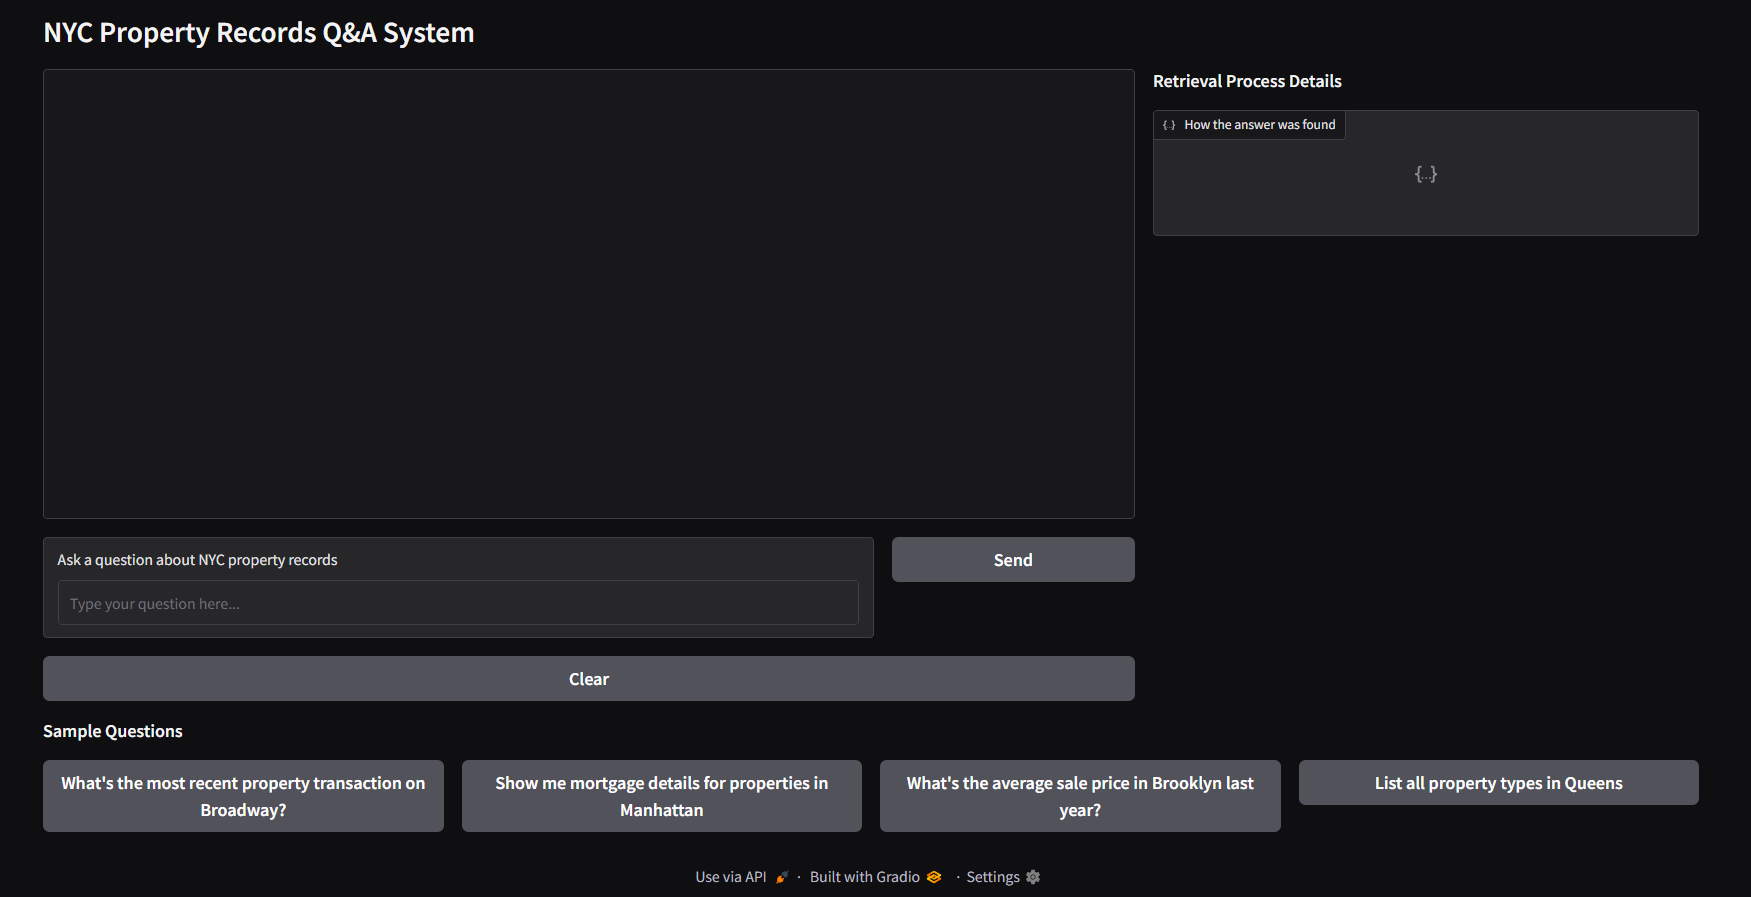 NYC Property Records Q&A System
Retrieval Process Details
{..} How the answer was found
{...}
Ask a question about NYC property records
Type your question here...
Send
Clear
Sample Questions
What's the most recent property transaction on
Broadway?
Show me mortgage details for properties in
Manhattan
What's the average sale price in Brooklyn last
year?
List all property types in Queens
Use via API · Built with Gradio · Settings